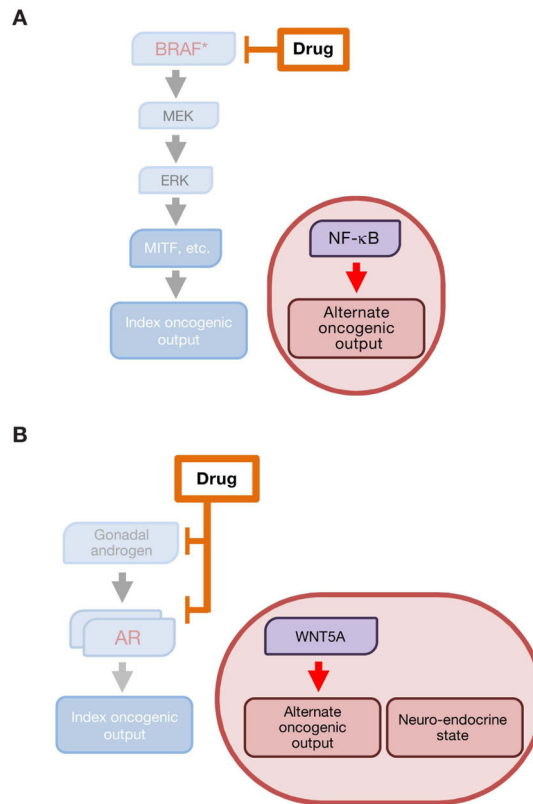 A
BRAF*
Drug
MEK
ERK
MITF, etc.
NF-κB
Index oncogenic
output
Alternate
oncogenic
output
B
Drug
Gonadal
androgen
AR
WNT5A
Index oncogenic
output
Alternate
oncogenic
output
Neuro-endocrine
state